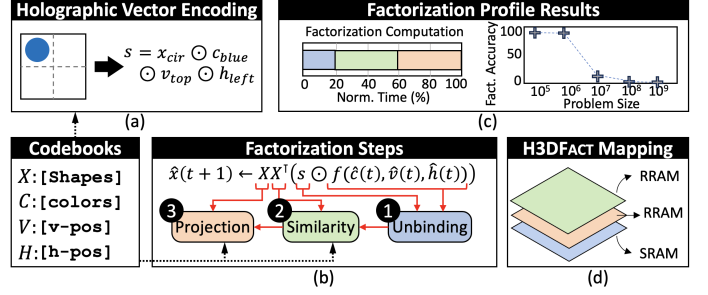 Holographic Vector Encoding
s = x_cir ⊙ c_blue
⊙ v_top ⊙ h_left
(a)
Factorization Profile Results
Factorization Computation
0 20 40 60 80 100
Norm. Time (%)
Fact. Accuracy
100
50
0
10^5 10^6 10^7 10^8 10^9
Problem Size
(c)
Codebooks
X:[Shapes]
C:[colors]
V:[v-pos]
H:[h-pos]
Factorization Steps
x̂(t + 1) ← XXᵀ(s ⊙ f(ĉ(t), v̂(t), ĥ(t)))
3 Projection
2 Similarity
1 Unbinding
(b)
H3DFACT MAPPING
RRAM
RRAM
SRAM
(d)